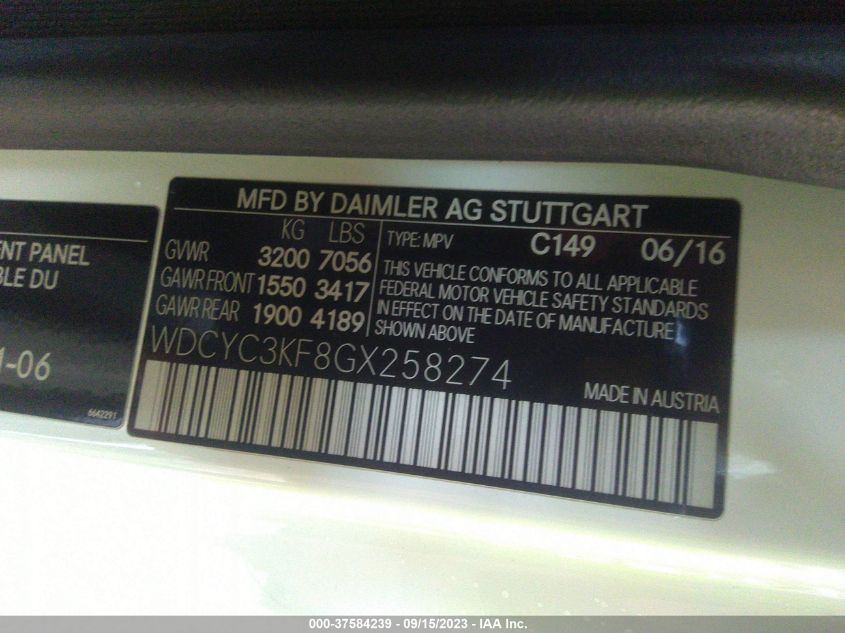 MFD BY DAIMLER AG STUTTGART
KG LBS
GVWR 3200 7056
GAWR FRONT 1550 3417
GAWR REAR 1900 4189
TYPE: MPV C149 06/16
THIS VEHICLE CONFORMS TO ALL APPLICABLE
FEDERAL MOTOR VEHICLE SAFETY STANDARDS
IN EFFECT ON THE DATE OF MANUFACTURE
SHOWN ABOVE
WDCYC3KF8GX258274
MADE IN AUSTRIA
ENT PANEL
BLE DU
1-06
6642291
000-37584239 - 09/15/2023 - IAA Inc.